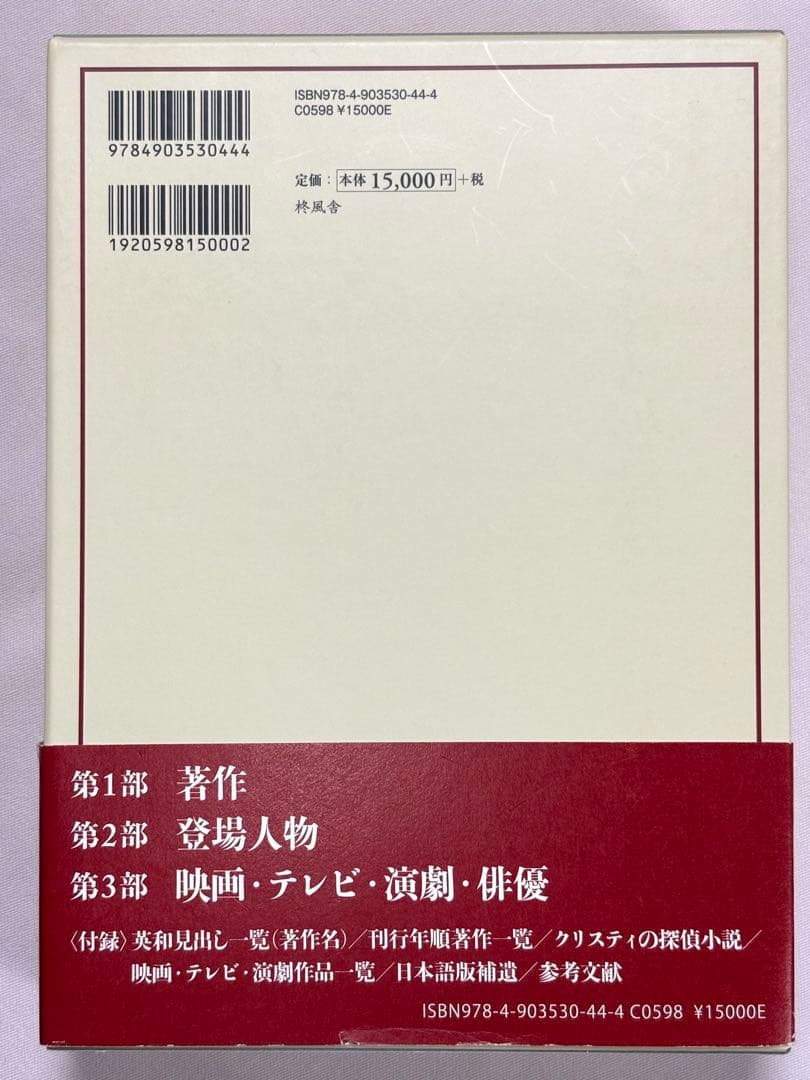 ISBN978-4-903530-44-4
C0598 ¥15000E
9784903530444
定価：本体 15,000円＋税
柊風舎
1920598150002
第1部 著作
第2部 登場人物
第3部 映画・テレビ・演劇・俳優
〈付録〉英和見出し一覧（著作名）／刊行年順著作一覧／クリスティの探偵小説／
映画・テレビ・演劇作品一覧／日本語版補遺／参考文献
ISBN978-4-903530-44-4 C0598 ¥15000E